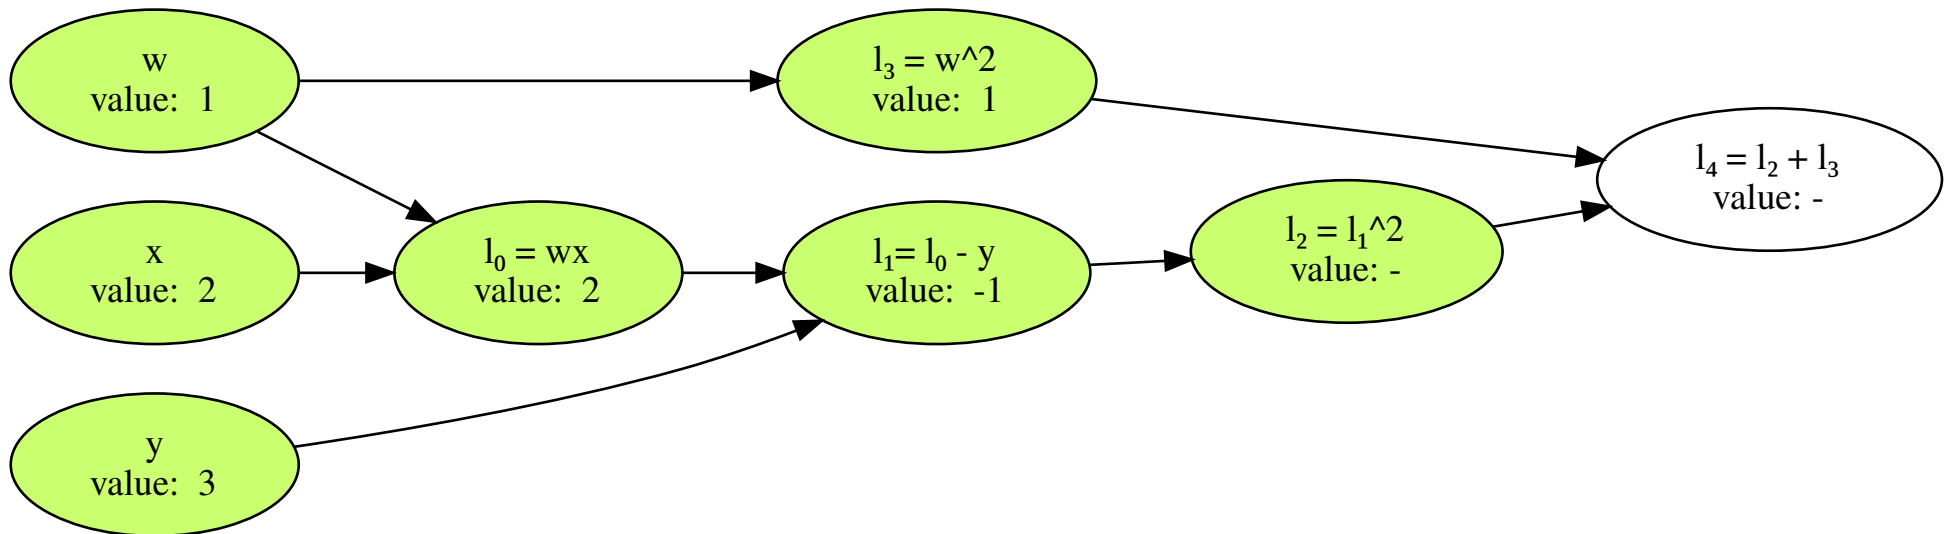 w
value:  1
l₃ = w^2
value:  1
l₄ = l₂ + l₃
value: -
x
value:  2
l₀ = wx
value:  2
l₁= l₀ - y
value:  -1
l₂ = l₁^2
value: -
y
value:  3